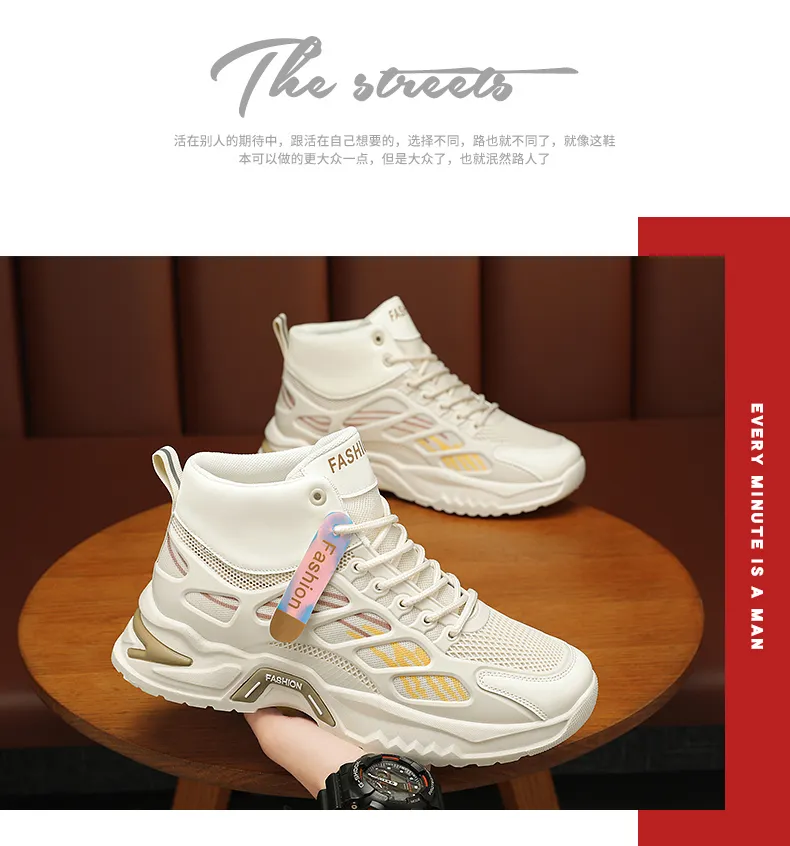 The streets
活在别人的期待中，跟活在自己想要的，选择不同，路也就不同了，就像这鞋
本可以做的更大众一点，但是大众了，也就泯然路人了
EVERY MINUTE IS A MAN
FAS
FASHI
Fashion
FASHION